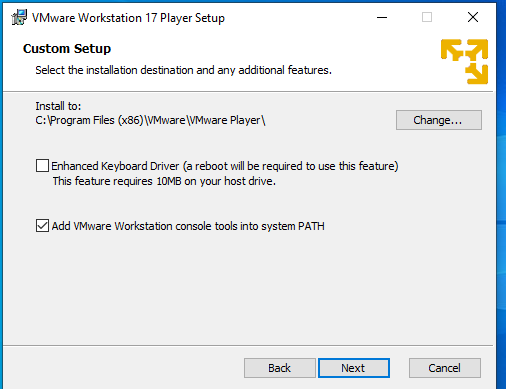 VMware Workstation 17 Player Setup
Custom Setup
Select the installation destination and any additional features.
Install to:
C:\Program Files (x86)\VMware\VMware Player\
Change...
Enhanced Keyboard Driver (a reboot will be required to use this feature)
This feature requires 10MB on your host drive.
Add VMware Workstation console tools into system PATH
Back
Next
Cancel